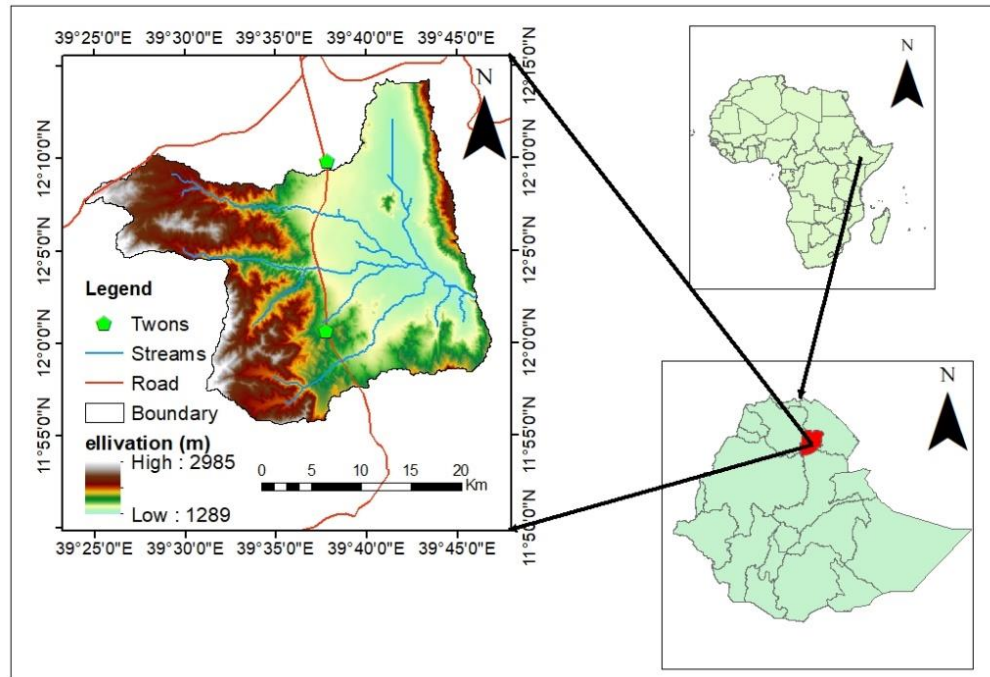 39°25'0"E 39°30'0"E 39°35'0"E 39°40'0"E 39°45'0"E
12°15'0"N
12°10'0"N
12°5'0"N
12°0'0"N
11°55'0"N
12°10'0"N
12°5'0"N
12°0'0"N
11°55'0"N
11°50'0"N
N
Legend
Twons
Streams
Road
Boundary
ellivation (m)
High : 2985
Low : 1289
0 5 10 15 20
Km
39°25'0"E 39°30'0"E 39°35'0"E 39°40'0"E 39°45'0"E
N
N